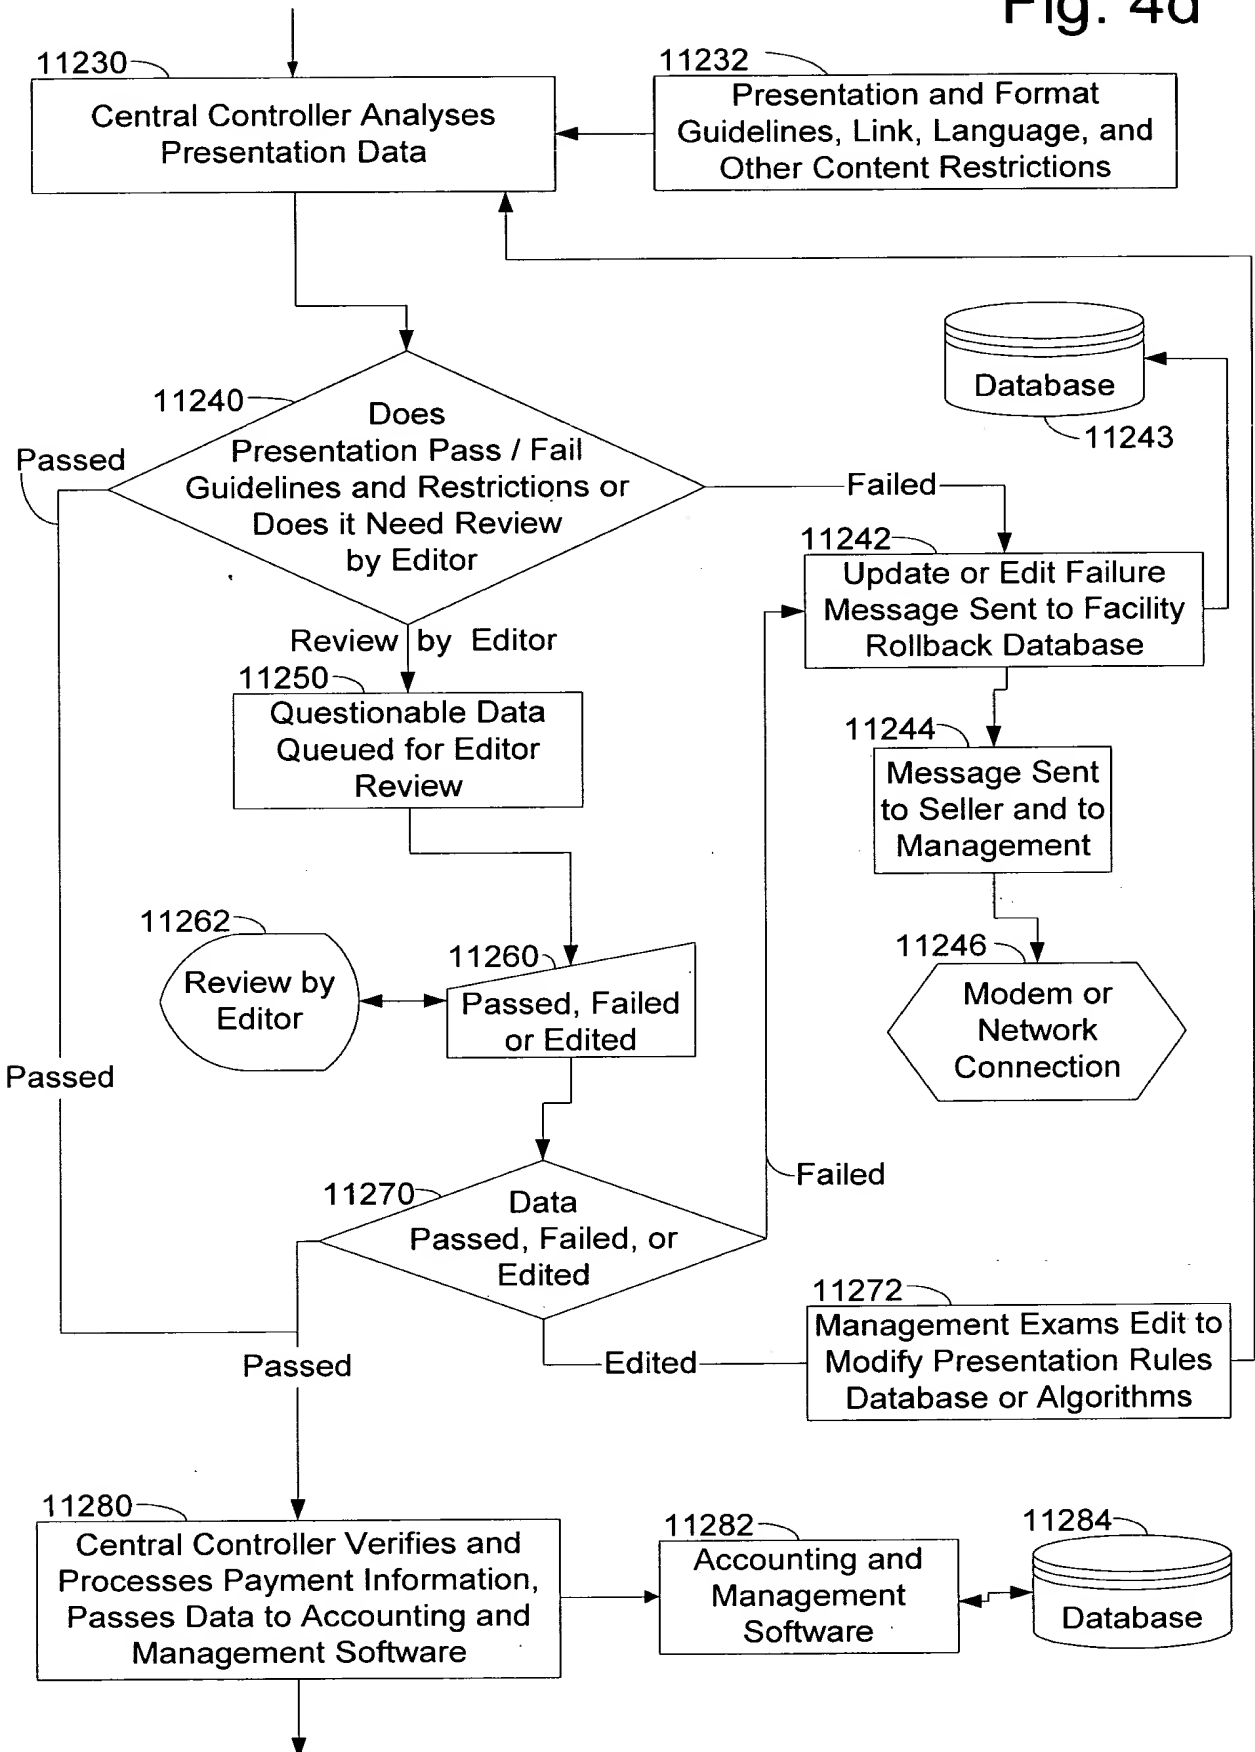 Fig. 4d
11230
Central Controller Analyses
Presentation Data
11232
Presentation and Format
Guidelines, Link, Language, and
Other Content Restrictions
Database
11243
11240
Does
Presentation Pass / Fail
Guidelines and Restrictions or
Does it Need Review
by Editor
Passed
Failed
11242
Update or Edit Failure
Message Sent to Facility
Rollback Database
Review by Editor
11250
Questionable Data
Queued for Editor
Review
11244
Message Sent
to Seller and to
Management
11262
Review by
Editor
11260
Passed, Failed
or Edited
11246
Modem or
Network
Connection
Passed
Failed
11270
Data
Passed, Failed, or
Edited
11272
Management Exams Edit to
Modify Presentation Rules
Database or Algorithms
Edited
Passed
11280
Central Controller Verifies and
Processes Payment Information,
Passes Data to Accounting and
Management Software
11282
Accounting and
Management
Software
11284
Database